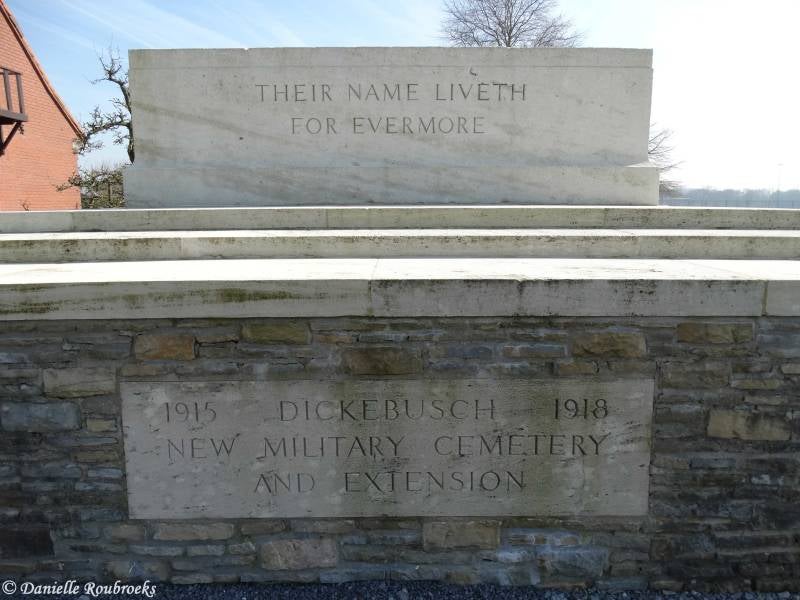 THEIR NAME LIVETH
FOR EVERMORE
1915 DICKEBUSCH 1918
NEW MILITARY CEMETERY
AND EXTENSION
© Danielle Roubroeks